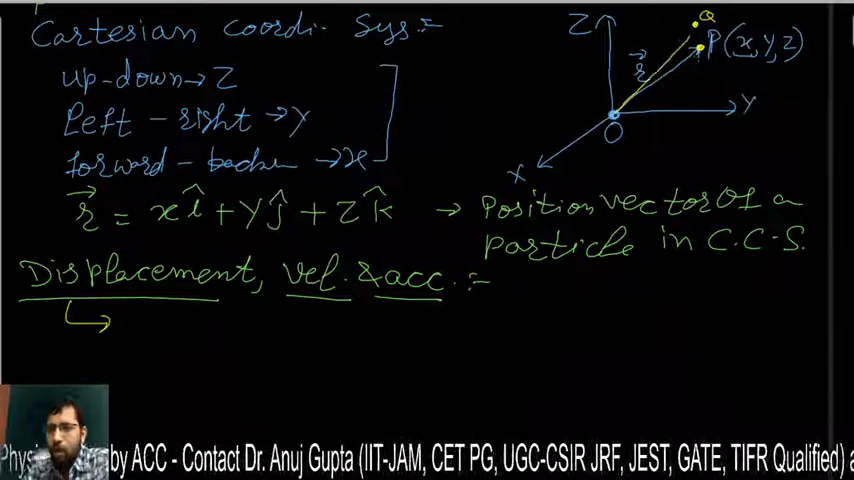 Cartesian coordi. Sys:-
up-down → Z
left - right → Y
forward - backw → x
r = xî + yĵ + zk̂ → Position vector of a
particle in C.C.S.
Displacement, vel. & acc. :-
Z
Q
P(x, y, z)
r
Y
O
X
by ACC - Contact Dr. Anuj Gupta (IIT-JAM, CET PG, UGC-CSIR JRF, JEST, GATE, TIFR Qualified)